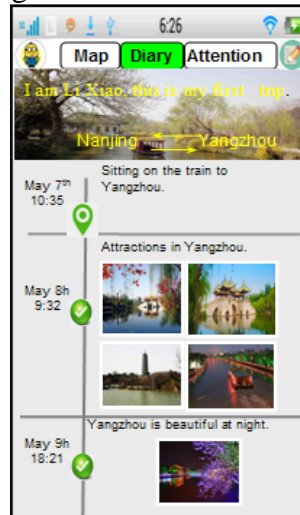 6:26
Map Diary Attention
I am Li Xiao, this is my first trip.
Nanjing Yangzhou
Sitting on the train to
May 7th
Yangzhou.
10:35
Attractions in Yangzhou.
May 8h
9:32
Yangzhou is beautiful at night.
May 9h
18:21